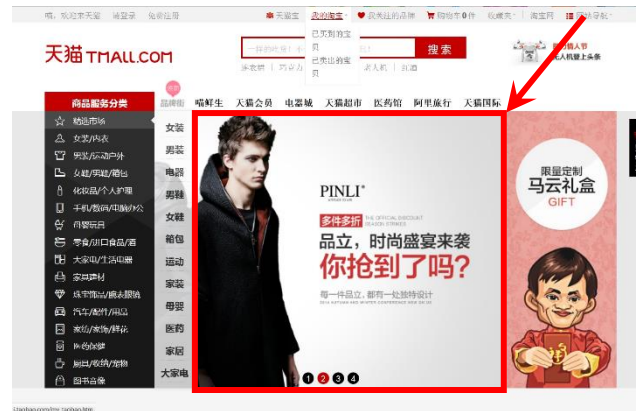 喵，欢迎来天猫 请登录 免费注册
天猫宝 我的淘宝 我关注的品牌 购物车0件 收藏夹 淘宝网 网站导航
已买到的宝
贝
已卖出的宝
贝
天猫 TMALL.COM
搜索
商品服务分类
品牌街 喵鲜生 天猫会员 电器城 天猫超市 医药馆 阿里旅行 天猫国际
精选市场
女装/内衣
男装/运动户外
女鞋/男鞋/箱包
化妆品/个人护理
手机/数码/电脑办公
母婴玩具
零食/进口食品/酒
大家电/生活电器
家具建材
珠宝饰品/腕表眼镜
汽车/配件/用品
家纺/家饰/鲜花
医药保健
厨具/收纳/宠物
图书音像
女装
男装
电器
男鞋
女鞋
箱包
运动
家装
家装
母婴
医药
家居
大家电
PINLI
多件多折 THE OFFICIAL DISCOUNT
SEASON STRIKES
品立，时尚盛宴来袭
你抢到了吗?
每一件品立，都有一处独特设计
1 2 3 4
限量定制
马云礼盒
GIFT